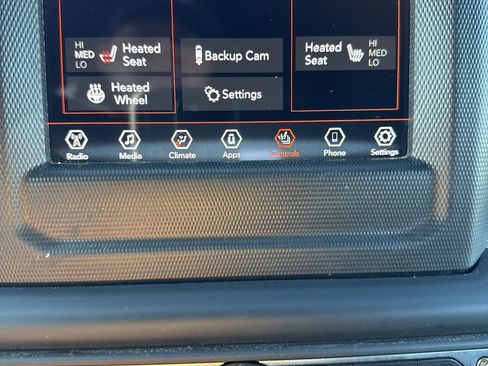 HI
MED
LO
Heated
Seat
Backup Cam
Heated
Seat
HI
MED
LO
Heated
Wheel
Settings
Radio
Media
Climate
Apps
Controls
Phone
Settings